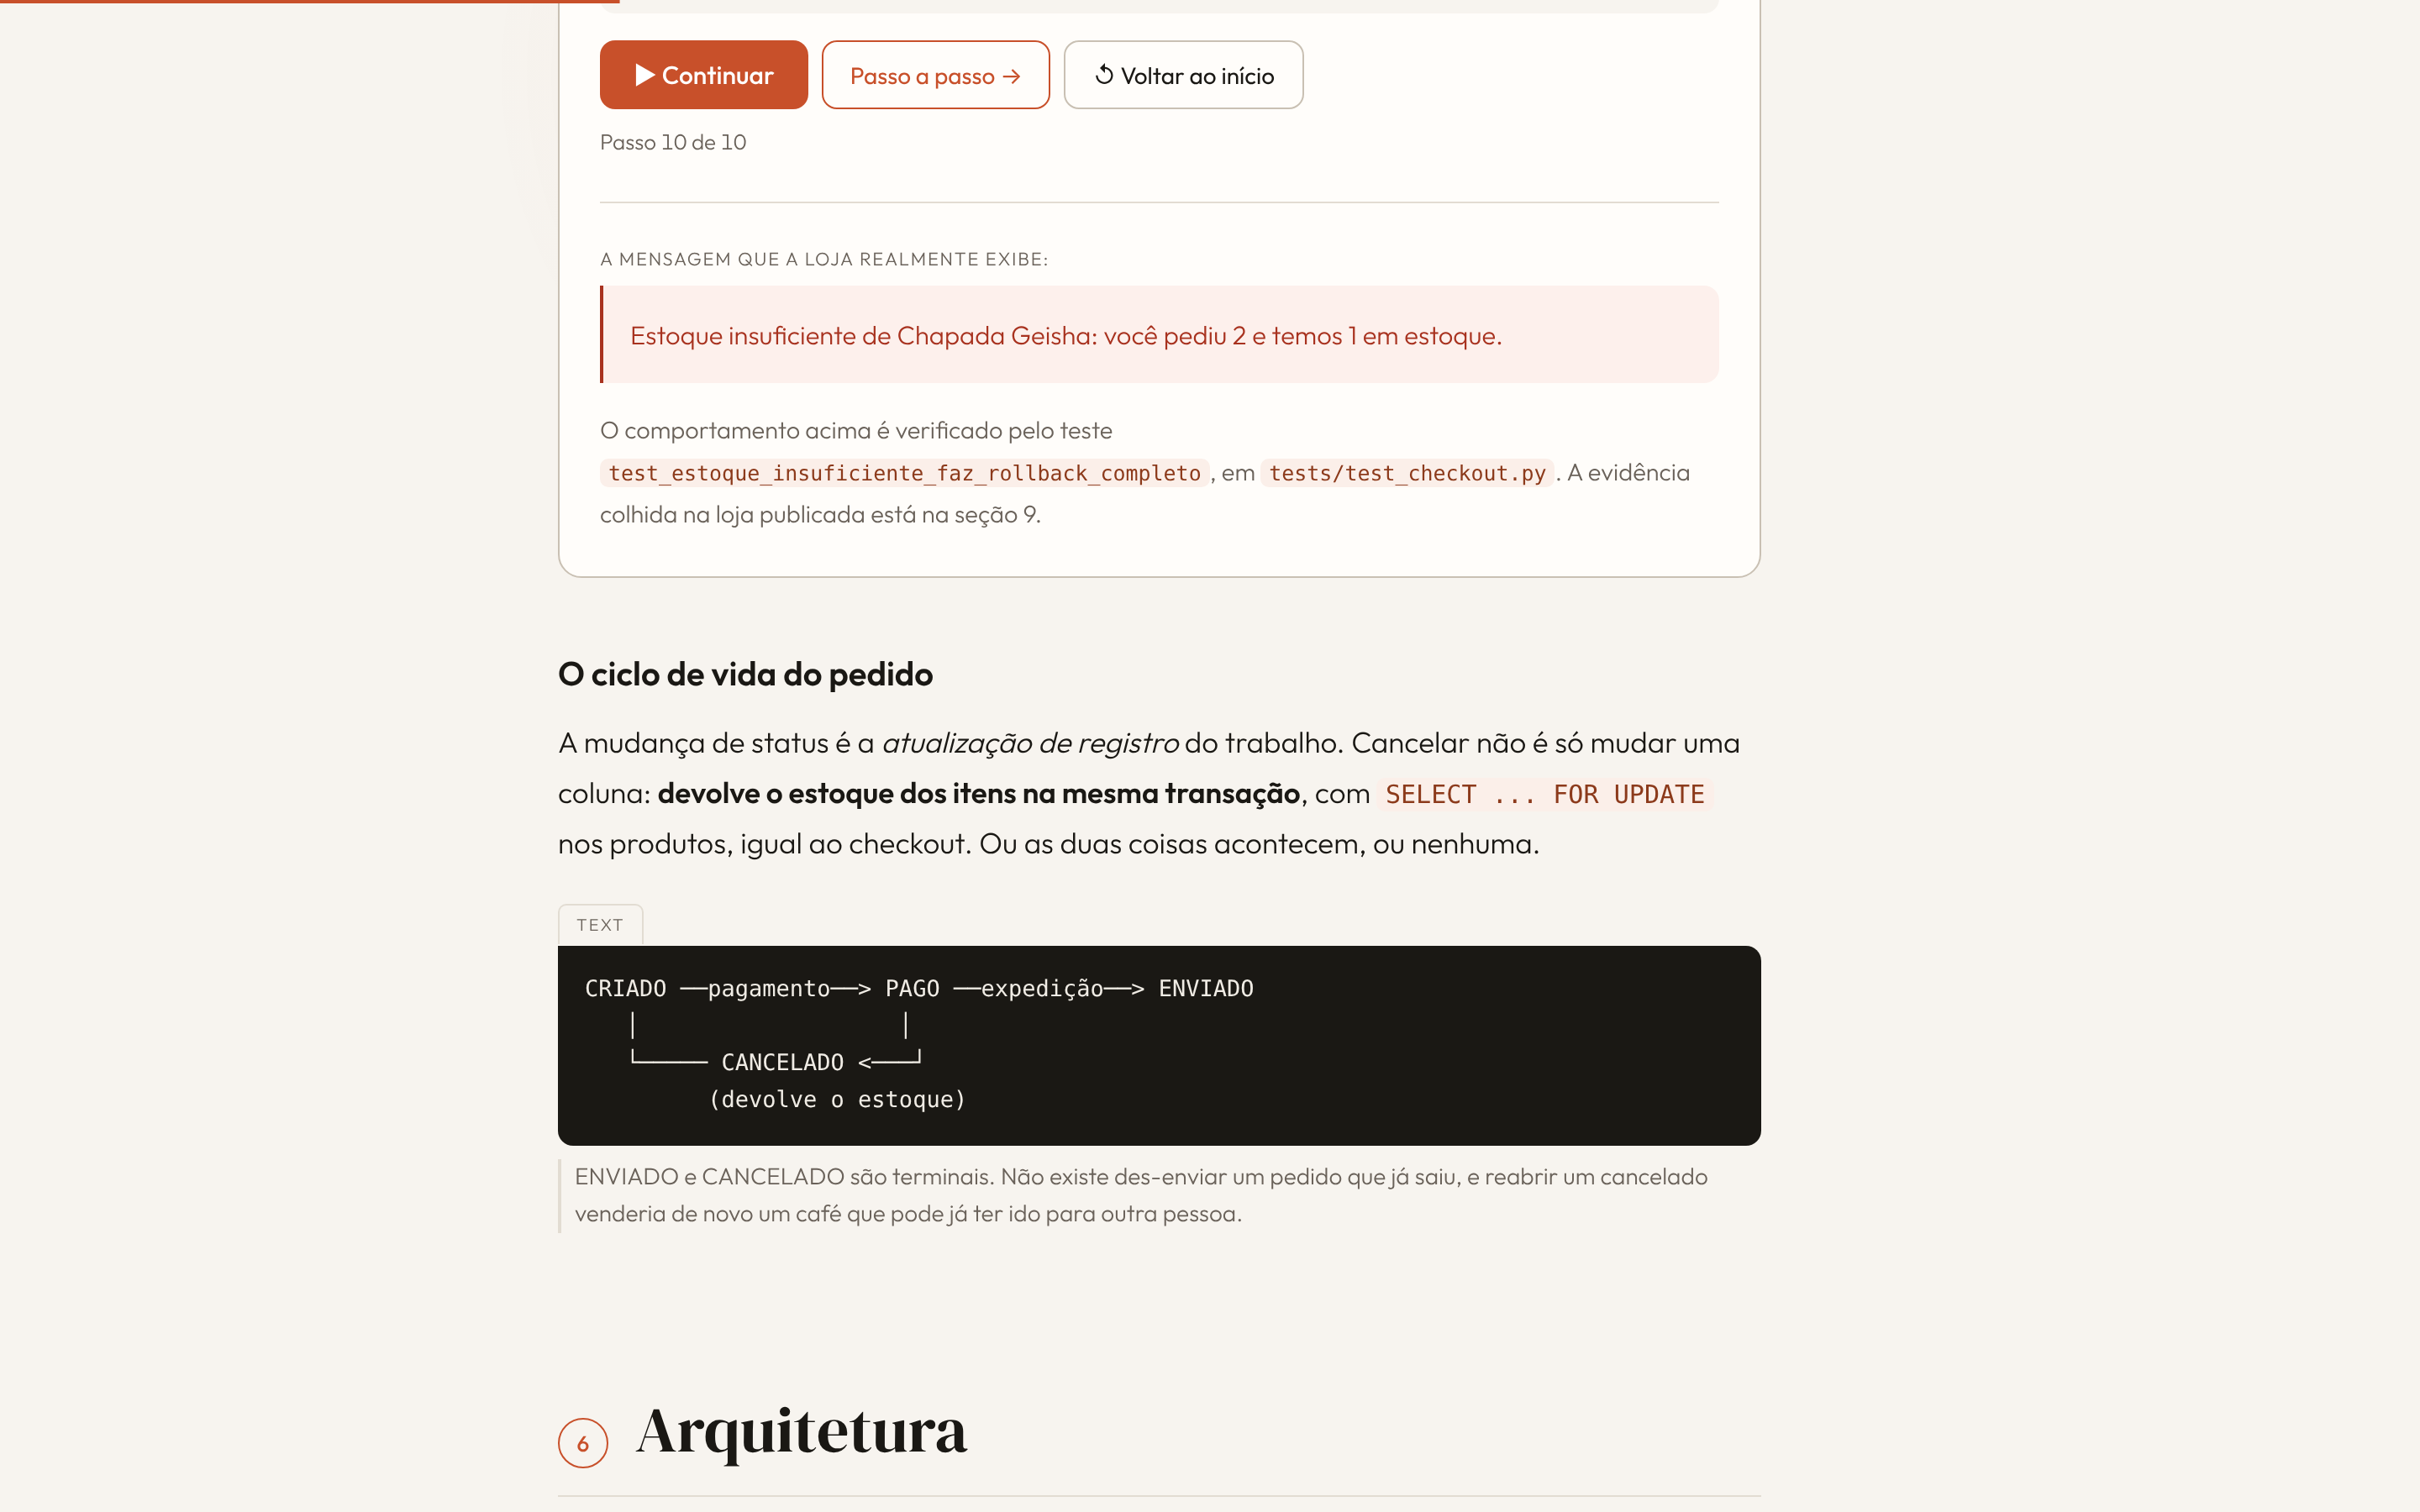 ▶ Continuar
Passo a passo →
↺ Voltar ao início
Passo 10 de 10
A MENSAGEM QUE A LOJA REALMENTE EXIBE:
Estoque insuficiente de Chapada Geisha: você pediu 2 e temos 1 em estoque.
O comportamento acima é verificado pelo teste
test_estoque_insuficiente_faz_rollback_completo, em tests/test_checkout.py. A evidência
colhida na loja publicada está na seção 9.
O ciclo de vida do pedido
A mudança de status é a atualização de registro do trabalho. Cancelar não é só mudar uma
coluna: devolve o estoque dos itens na mesma transação, com SELECT ... FOR UPDATE
nos produtos, igual ao checkout. Ou as duas coisas acontecem, ou nenhuma.
TEXT
CRIADO ──pagamento──> PAGO ──expedição──> ENVIADO
   │                   │
   └───── CANCELADO <───┘
         (devolve o estoque)
ENVIADO e CANCELADO são terminais. Não existe des-enviar um pedido que já saiu, e reabrir um cancelado
venderia de novo um café que pode já ter ido para outra pessoa.
6 Arquitetura